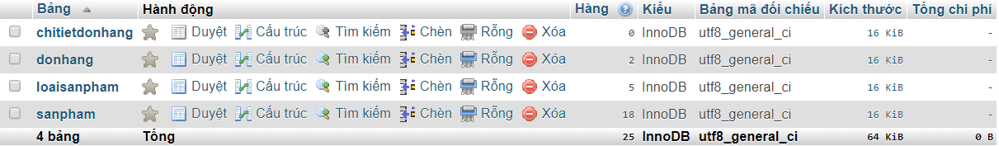 Bảng Hành động Hàng Kiểu Bảng mã đối chiếu Kích thước Tổng chi phí
chitietdonhang Duyệt Cấu trúc Tìm kiếm Chèn Rỗng Xóa 0 InnoDB utf8_general_ci 16 KiB -
donhang Duyệt Cấu trúc Tìm kiếm Chèn Rỗng Xóa 2 InnoDB utf8_general_ci 16 KiB -
loaisanpham Duyệt Cấu trúc Tìm kiếm Chèn Rỗng Xóa 5 InnoDB utf8_general_ci 16 KiB -
sanpham Duyệt Cấu trúc Tìm kiếm Chèn Rỗng Xóa 18 InnoDB utf8_general_ci 16 KiB -
4 bảng Tổng 25 InnoDB utf8_general_ci 64 KiB 0 B